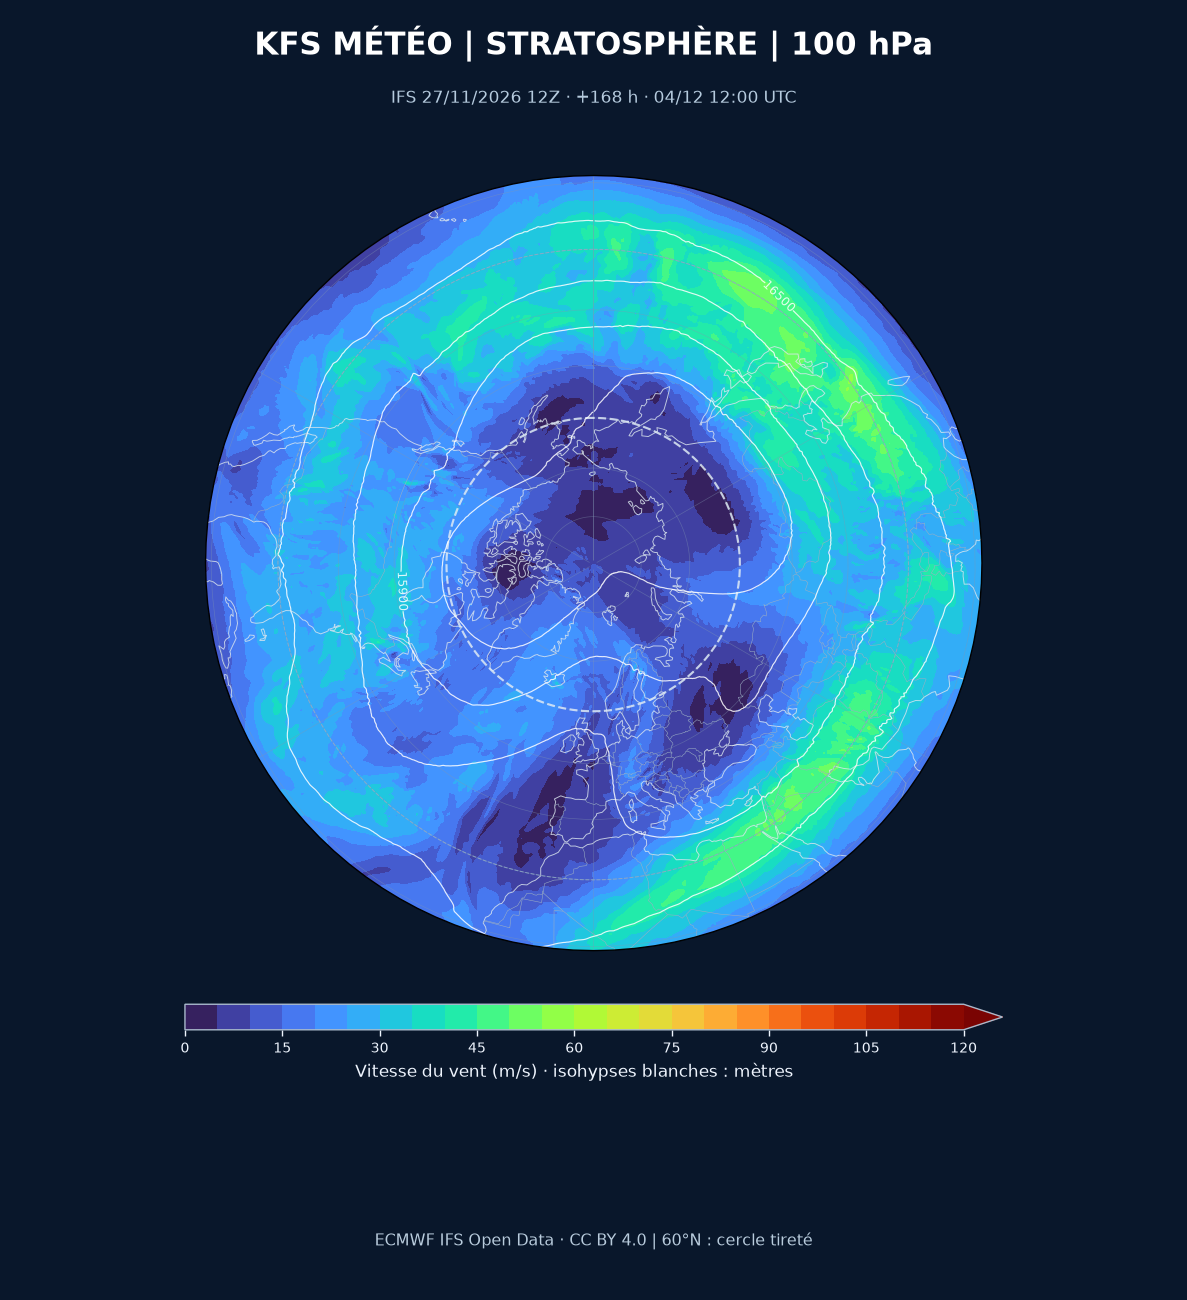 KFS MÉTÉO | STRATOSPHÈRE | 100 hPa
IFS 27/11/2026 12Z · +168 h · 04/12 12:00 UTC
16500
15900
0 15 30 45 60 75 90 105 120
Vitesse du vent (m/s) · isohypses blanches : mètres
ECMWF IFS Open Data · CC BY 4.0 | 60°N : cercle tireté